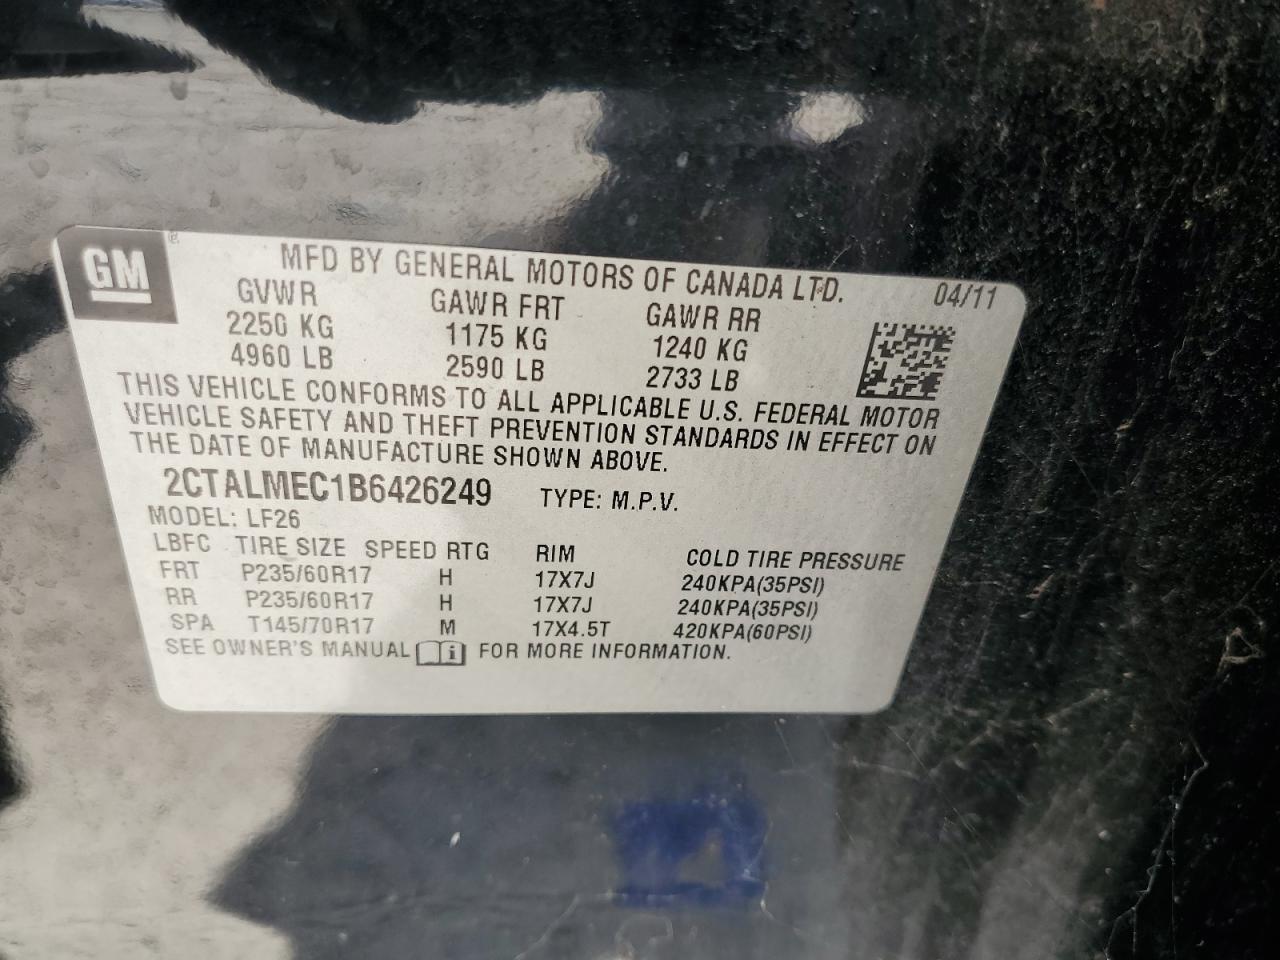 GM ® MFD BY GENERAL MOTORS OF CANADA LTD. 04/11
GVWR GAWR FRT GAWR RR
2250 KG 1175 KG 1240 KG
4960 LB 2590 LB 2733 LB
THIS VEHICLE CONFORMS TO ALL APPLICABLE U.S. FEDERAL MOTOR
VEHICLE SAFETY AND THEFT PREVENTION STANDARDS IN EFFECT ON
THE DATE OF MANUFACTURE SHOWN ABOVE.
2CTALMEC1B6426249 TYPE: M.P.V.
MODEL: LF26
LBFC TIRE SIZE SPEED RTG RIM COLD TIRE PRESSURE
FRT P235/60R17 H 17X7J 240KPA(35PSI)
RR P235/60R17 H 17X7J 240KPA(35PSI)
SPA T145/70R17 M 17X4.5T 420KPA(60PSI)
SEE OWNER'S MANUAL i FOR MORE INFORMATION.